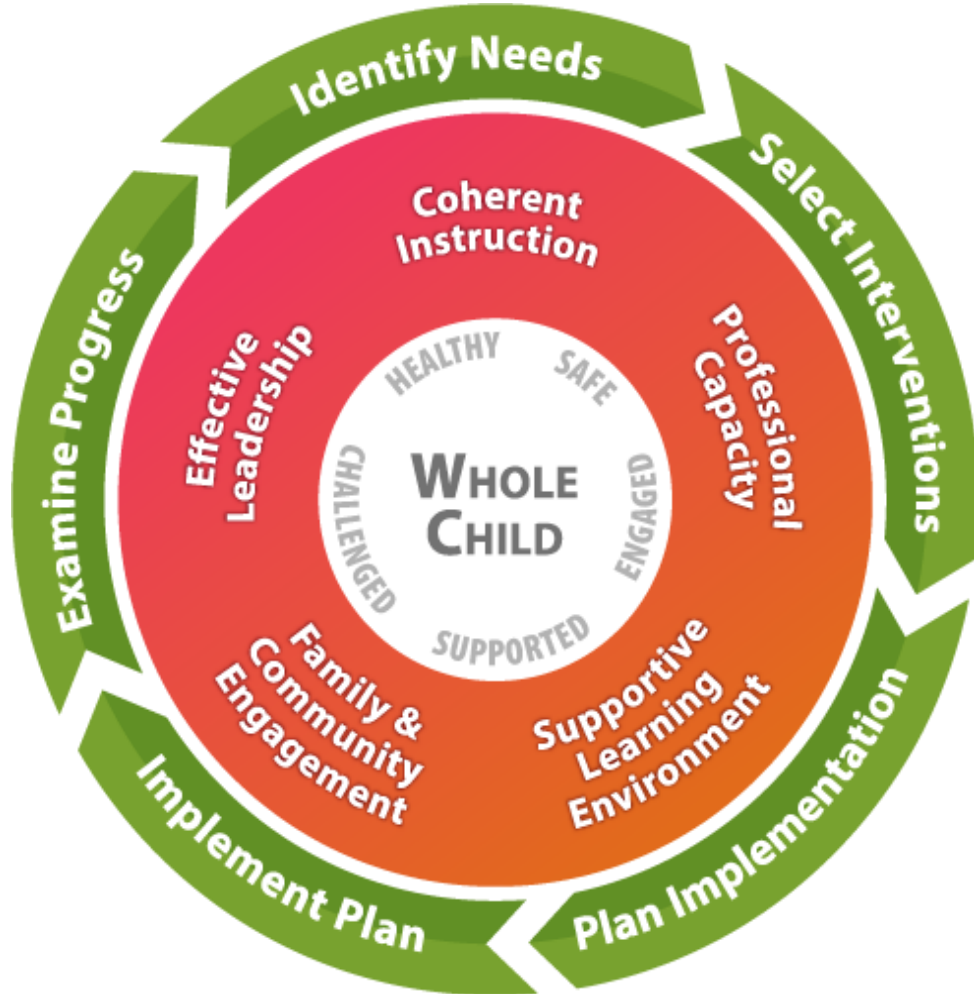 Identify Needs
Select Interventions
Plan Implementation
Implement Plan
Examine Progress
Coherent
Instruction
Professional
Capacity
Supportive
Learning
Environment
Family &
Community
Engagement
Effective
Leadership
HEALTHY
SAFE
ENGAGED
SUPPORTED
CHALLENGED
WHOLE
CHILD